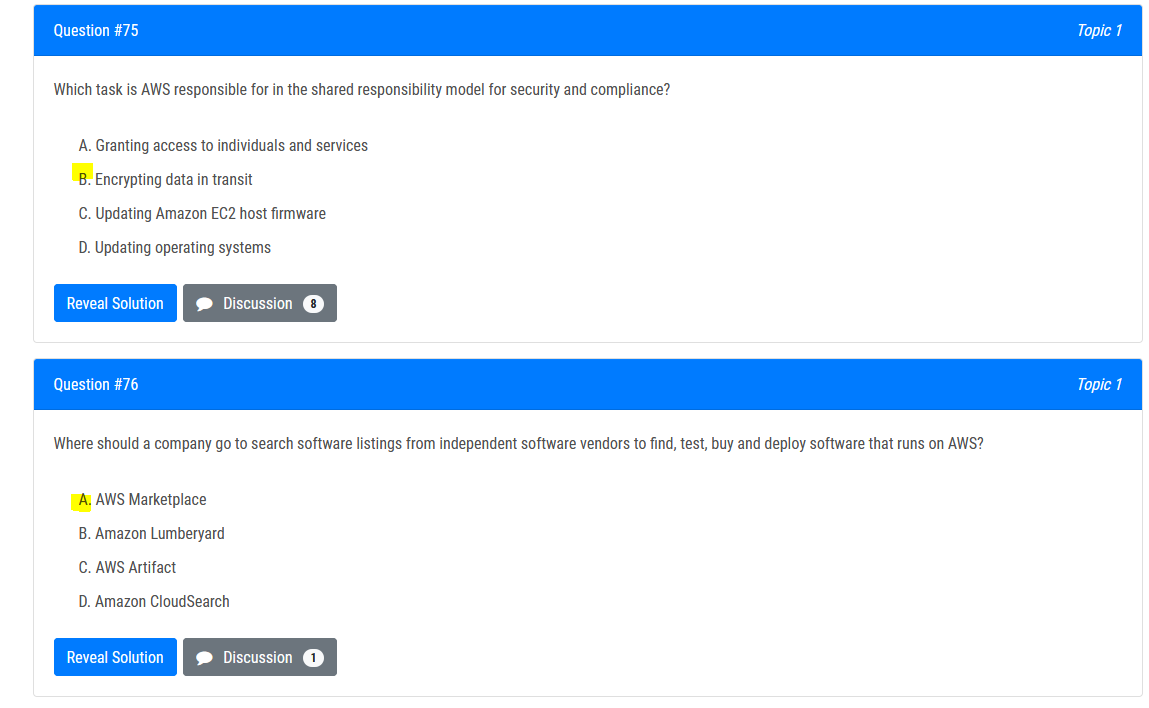 Question #75 Topic 1
Which task is AWS responsible for in the shared responsibility model for security and compliance?
A. Granting access to individuals and services
B. Encrypting data in transit
C. Updating Amazon EC2 host firmware
D. Updating operating systems
Reveal Solution Discussion 8
Question #76 Topic 1
Where should a company go to search software listings from independent software vendors to find, test, buy and deploy software that runs on AWS?
A. AWS Marketplace
B. Amazon Lumberyard
C. AWS Artifact
D. Amazon CloudSearch
Reveal Solution Discussion 1